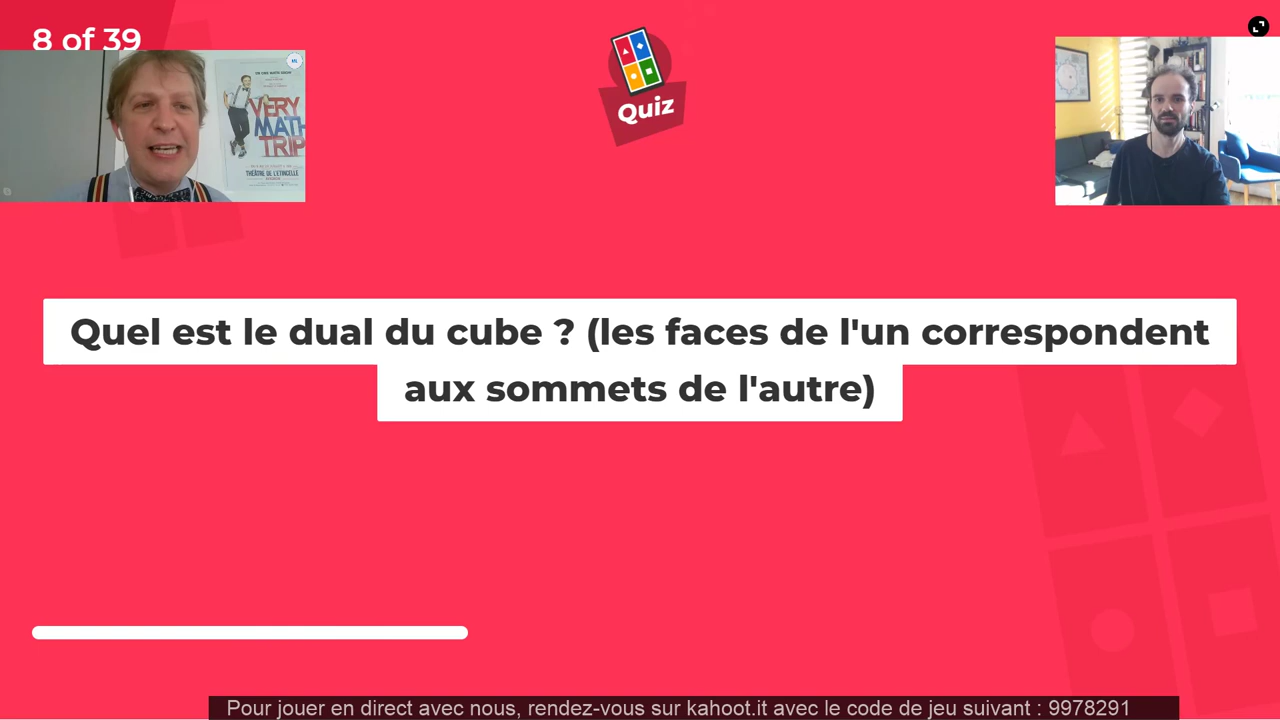 8 of 39
VERY
MATH
TRIP
THÉÂTRE DE L'ETINCELLE
Quiz
Quel est le dual du cube ? (les faces de l'un correspondent
aux sommets de l'autre)
Pour jouer en direct avec nous, rendez-vous sur kahoot.it avec le code de jeu suivant : 9978291